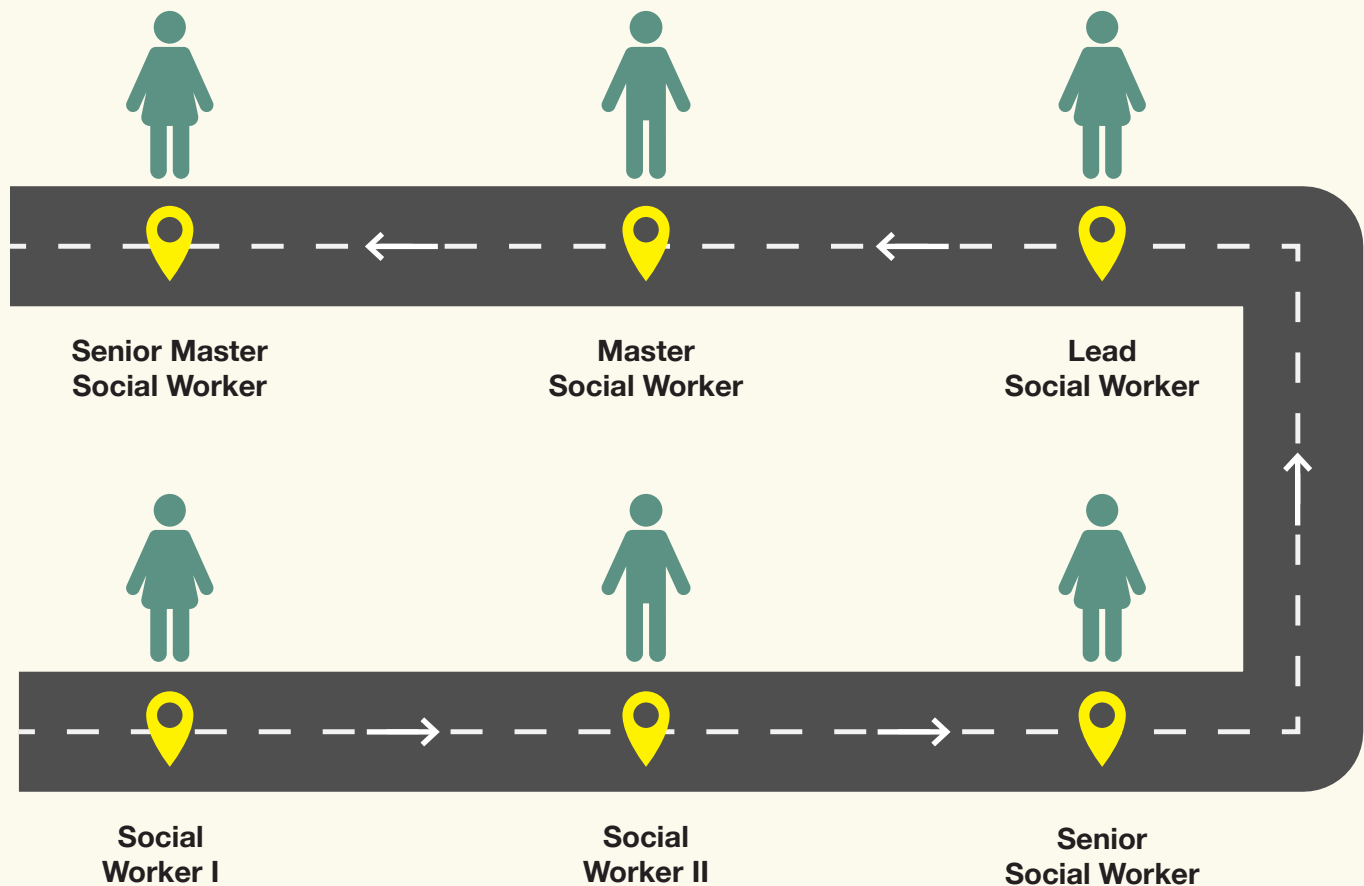 Senior Master
Social Worker
Master
Social Worker
Lead
Social Worker
Social
Worker I
Social
Worker II
Senior
Social Worker